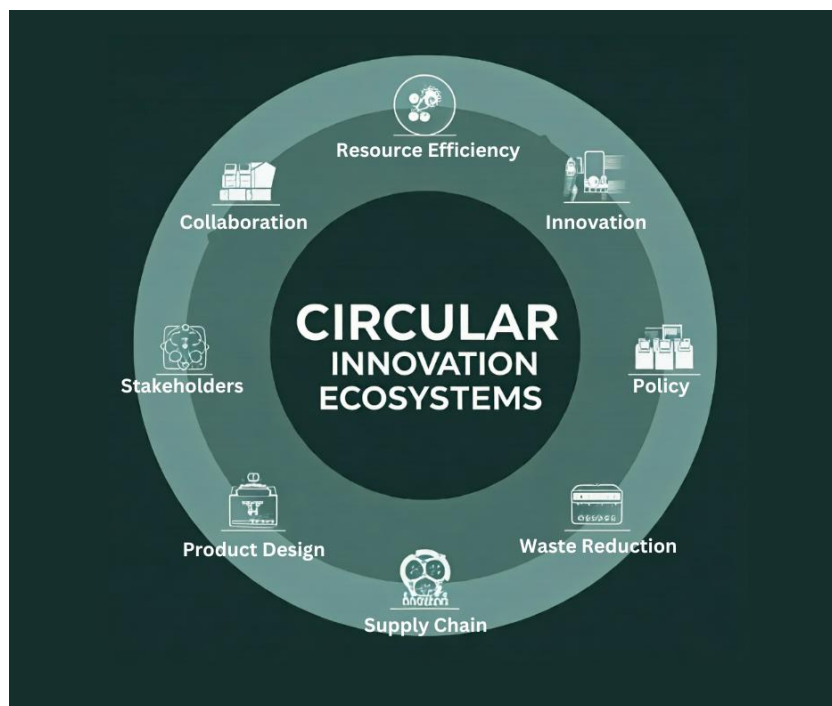 Resource Efficiency
Collaboration
Innovation
CIRCULAR
INNOVATION
ECOSYSTEMS
Stakeholders
Policy
Product Design
Waste Reduction
Supply Chain